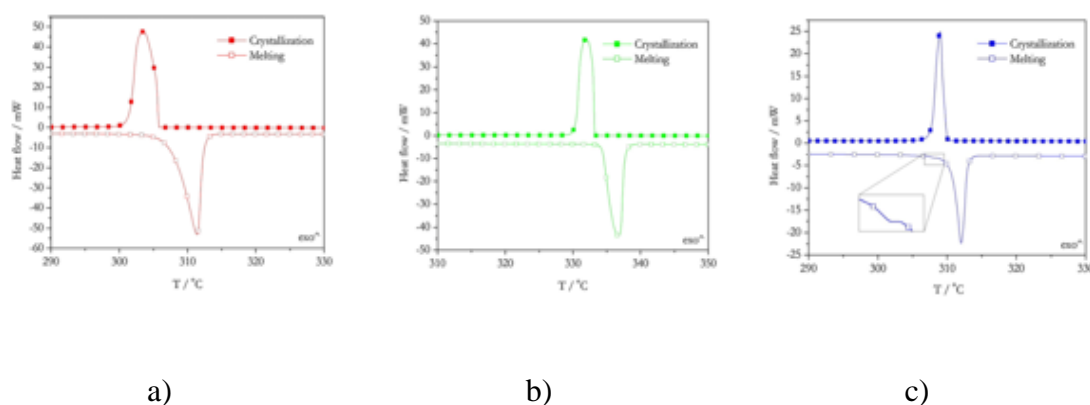 50
40
30
20
10
0
-10
-20
-30
-40
-50
-60
Heat flow / mW
Crystallization
Melting
exo^
290 300 310 320 330
T / °C
50
40
30
20
10
0
-10
-20
-30
-40
-50
Heat flow / mW
Crystallization
Melting
exo^
310 320 330 340 350
T / °C
25
20
15
10
5
0
-5
-10
-15
-20
-25
Heat flow / mW
Crystallization
Melting
exo^
290 300 310 320 330
T / °C
a) b) c)